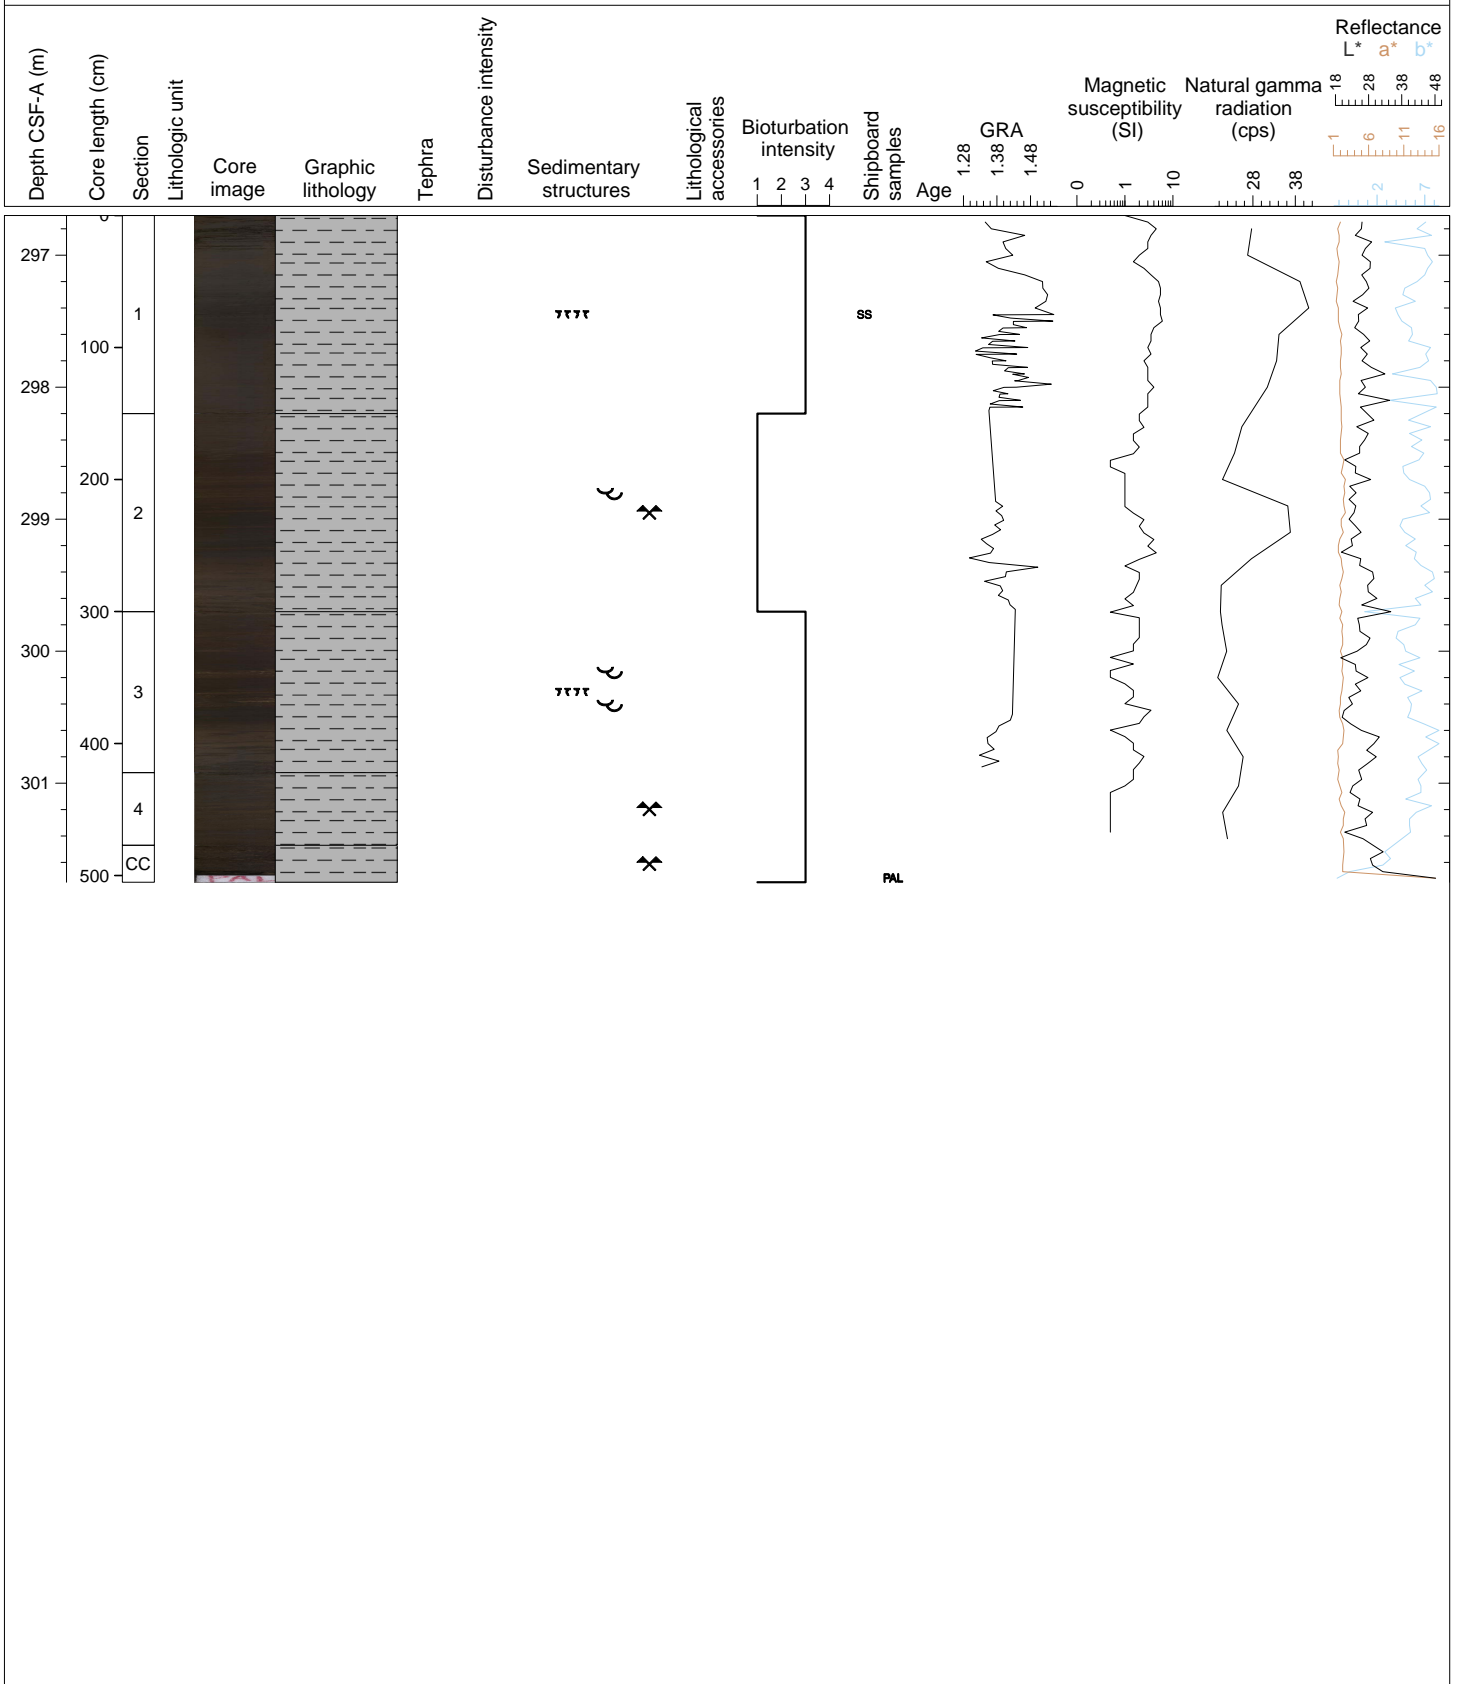 Depth CSF-A (m)
Core length (cm)
Section
Lithologic unit
Core
image
Graphic
lithology
Tephra
Disturbance intensity
Sedimentary
structures
Lithological
accessories
Bioturbation
intensity
1 2 3 4
Shipboard
samples
Age
GRA
1.28 1.38 1.48
Magnetic
susceptibility
(SI)
0 1 10
Natural gamma
radiation
(cps)
28 38
Reflectance
L* a* b*
18 28 38 48
1 6 11 16
2 7
0
297
1
SS
100
298
200
2
299
300
300
3
400
301
4
CC
500
PAL
PAL